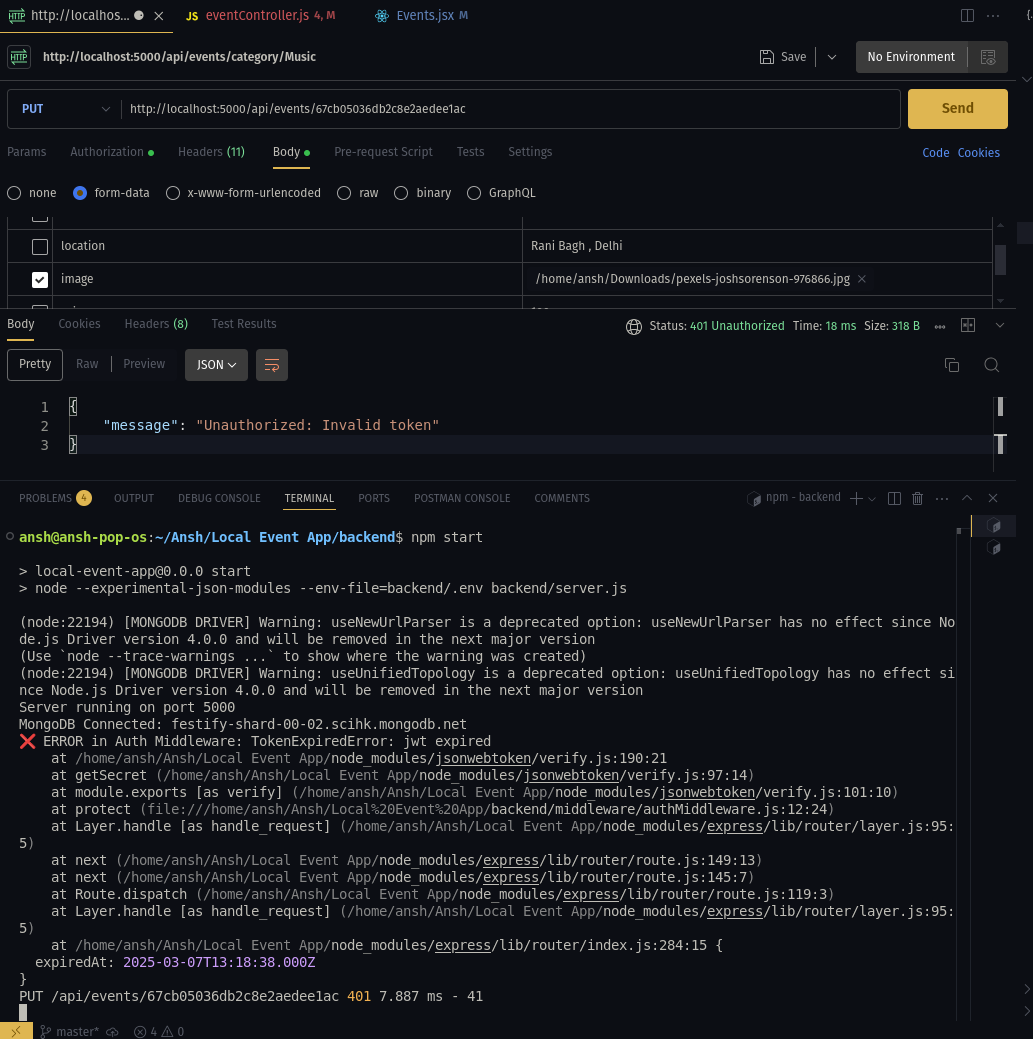 HTTP http://localhos...
JS eventController.js 4, M
Events.jsx M
HTTP http://localhost:5000/api/events/category/Music
Save
No Environment
PUT
http://localhost:5000/api/events/67cb05036db2c8e2aedee1ac
Send
Params
Authorization
Headers (11)
Body
Pre-request Script
Tests
Settings
Code
Cookies
none
form-data
x-www-form-urlencoded
raw
binary
GraphQL
location
Rani Bagh , Delhi
image
/home/ansh/Downloads/pexels-joshsorenson-976866.jpg
Body
Cookies
Headers (8)
Test Results
Status: 401 Unauthorized Time: 18 ms Size: 318 B
Pretty
Raw
Preview
JSON
1 {
2 "message": "Unauthorized: Invalid token"
3 }
PROBLEMS 4
OUTPUT
DEBUG CONSOLE
TERMINAL
PORTS
POSTMAN CONSOLE
COMMENTS
npm - backend
ansh@ansh-pop-os:~/Ansh/Local Event App/backend$ npm start
> local-event-app@0.0.0 start
> node --experimental-json-modules --env-file=backend/.env backend/server.js
(node:22194) [MONGODB DRIVER] Warning: useNewUrlParser is a deprecated option: useNewUrlParser has no effect since No
de.js Driver version 4.0.0 and will be removed in the next major version
(Use `node --trace-warnings ...` to show where the warning was created)
(node:22194) [MONGODB DRIVER] Warning: useUnifiedTopology is a deprecated option: useUnifiedTopology has no effect si
nce Node.js Driver version 4.0.0 and will be removed in the next major version
Server running on port 5000
MongoDB Connected: festify-shard-00-02.scihk.mongodb.net
❌ ERROR in Auth Middleware: TokenExpiredError: jwt expired
at /home/ansh/Ansh/Local Event App/node_modules/jsonwebtoken/verify.js:190:21
at getSecret (/home/ansh/Ansh/Local Event App/node_modules/jsonwebtoken/verify.js:97:14)
at module.exports [as verify] (/home/ansh/Ansh/Local Event App/node_modules/jsonwebtoken/verify.js:101:10)
at protect (file:///home/ansh/Ansh/Local%20Event%20App/backend/middleware/authMiddleware.js:12:24)
at Layer.handle [as handle_request] (/home/ansh/Ansh/Local Event App/node_modules/express/lib/router/layer.js:95:
5)
at next (/home/ansh/Ansh/Local Event App/node_modules/express/lib/router/route.js:149:13)
at next (/home/ansh/Ansh/Local Event App/node_modules/express/lib/router/route.js:145:7)
at Route.dispatch (/home/ansh/Ansh/Local Event App/node_modules/express/lib/router/route.js:119:3)
at Layer.handle [as handle_request] (/home/ansh/Ansh/Local Event App/node_modules/express/lib/router/layer.js:95:
5)
at /home/ansh/Ansh/Local Event App/node_modules/express/lib/router/index.js:284:15 {
expiredAt: 2025-03-07T13:18:38.000Z
}
PUT /api/events/67cb05036db2c8e2aedee1ac 401 7.887 ms - 41
master*
4
0